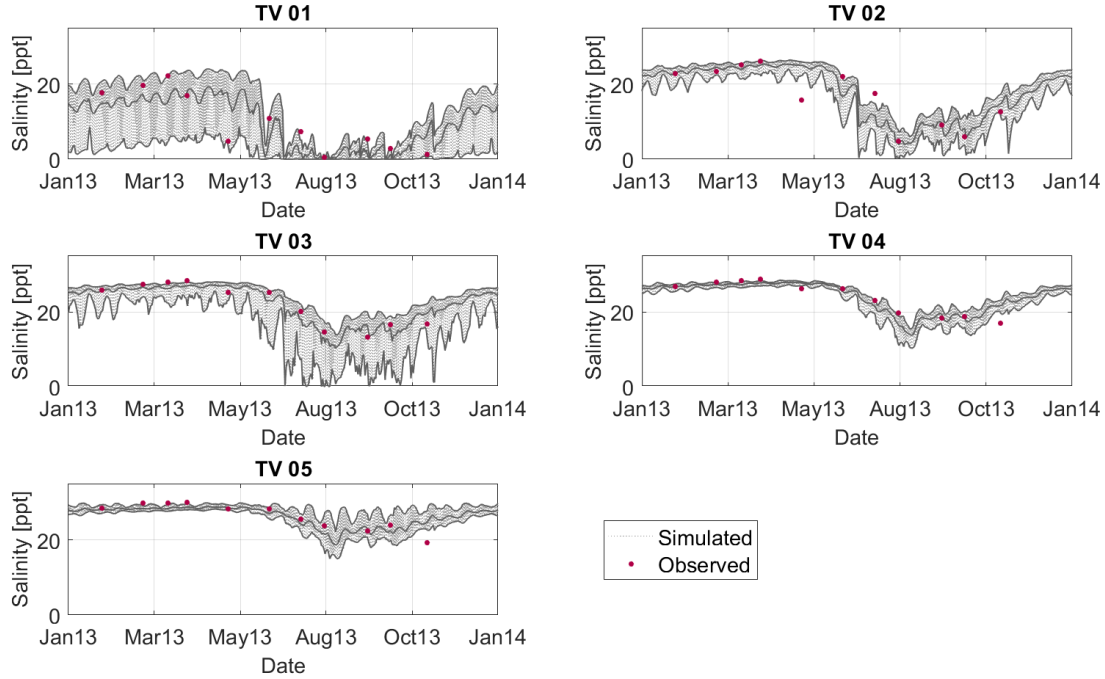 TV 01
Salinity [ppt]
20
0
Jan13 Mar13 May13 Aug13 Oct13 Jan14
Date
TV 02
Salinity [ppt]
20
0
Jan13 Mar13 May13 Aug13 Oct13 Jan14
Date
TV 03
Salinity [ppt]
20
0
Jan13 Mar13 May13 Aug13 Oct13 Jan14
Date
TV 04
Salinity [ppt]
20
0
Jan13 Mar13 May13 Aug13 Oct13 Jan14
Date
TV 05
Salinity [ppt]
20
0
Jan13 Mar13 May13 Aug13 Oct13 Jan14
Date
Simulated
Observed